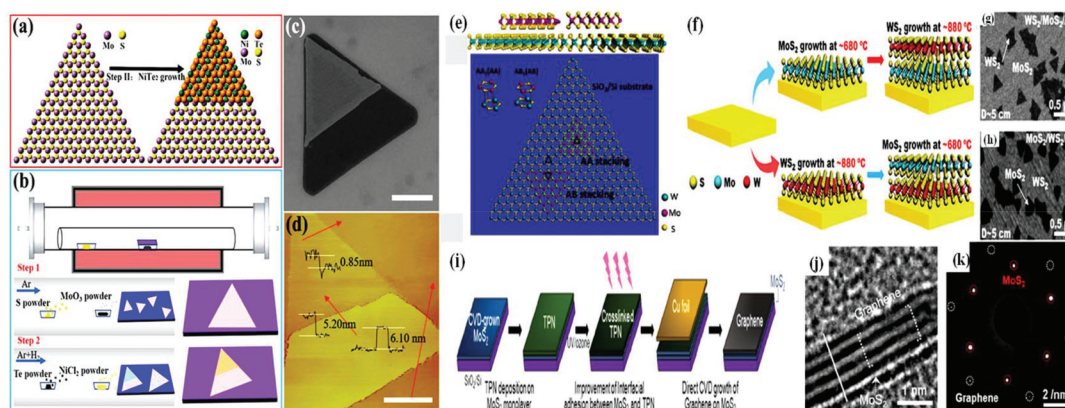 (a)
Mo S
Ni Te
Mo S
Step II:
NiTe₂ growth
(b)
Step 1
Ar
S powder
MoO₃ powder
Step 2
Ar+H₂
Te powder
NiCl₂ powder
(c)
(d)
0.85nm
5.20nm
6.10 nm
(e)
SiO₂/Si substrate
AA stacking
AB stacking
W
Mo
S
(f)
MoS₂ growth at ~680 °C
WS₂ growth at ~880 °C
WS₂ growth at ~880 °C
MoS₂ growth at ~680 °C
S Mo W
(g)
WS₂/MoS₂/
WS₂
MoS₂
D~5 cm
0.5
(h)
MoS₂/WS₂
WS₂
MoS₂
D~5 cm
0.5
(i)
MoS₂
CVD-grown
MoS₂
TPN
Crosslinked
TPN
Cu foil
Graphene
UV/ozone
SiO₂/Si
TPN deposition on
MoS₂ monolayer
Improvement of Interfacial
adhesion between MoS₂ and TPN
Direct CVD growth of
Graphene on MoS₂
(j)
Graphene
MoS₂
1 nm
(k)
MoS₂
Graphene
2 /nm